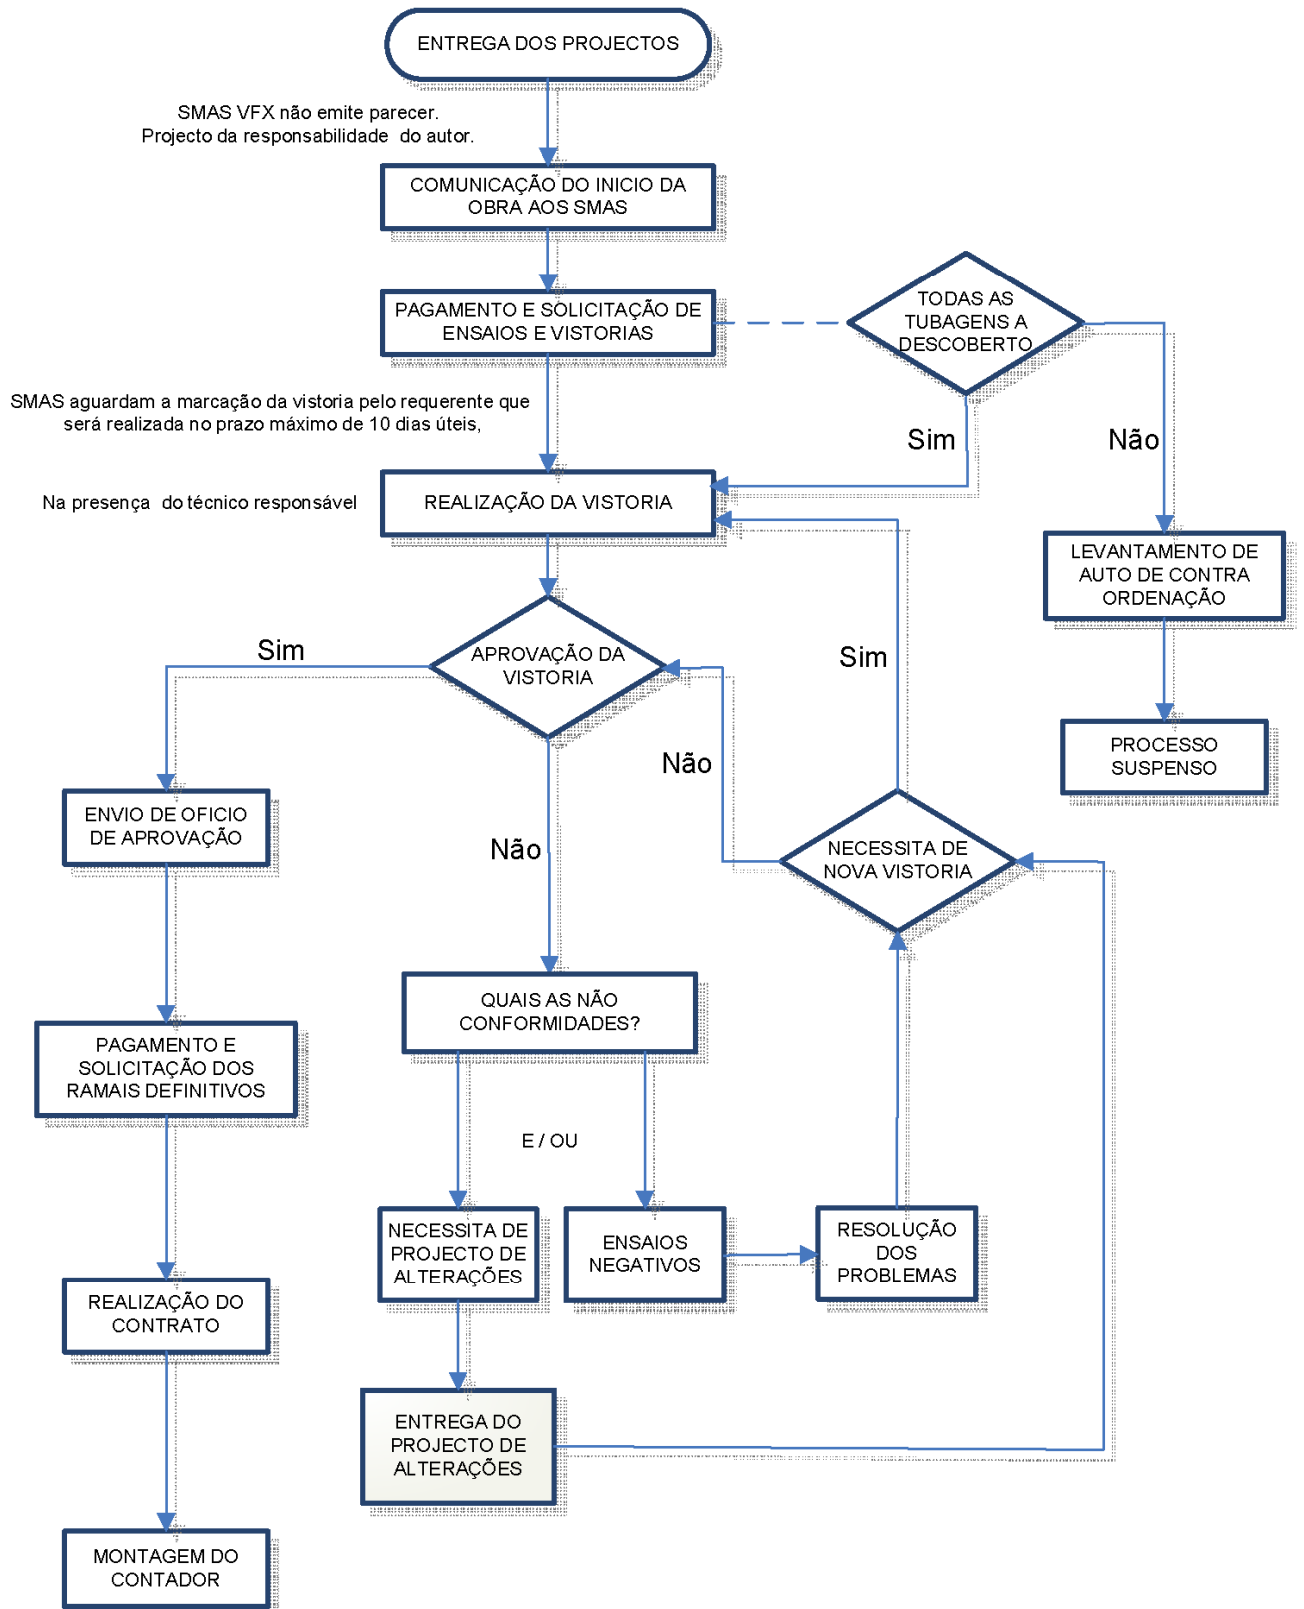 ENTREGA DOS PROJECTOS
SMAS VFX não emite parecer.
Projecto da responsabilidade do autor.
COMUNICAÇÃO DO INICIO DA
OBRA AOS SMAS
PAGAMENTO E SOLICITAÇÃO DE
ENSAIOS E VISTORIAS
TODAS AS
TUBAGENS A
DESCOBERTO
SMAS aguardam a marcação da vistoria pelo requerente que
será realizada no prazo máximo de 10 dias úteis,
Sim
Não
Na presença do técnico responsável
REALIZAÇÃO DA VISTORIA
LEVANTAMENTO DE
AUTO DE CONTRA
ORDENAÇÃO
Sim
APROVAÇÃO DA
VISTORIA
Sim
Não
PROCESSO
SUSPENSO
ENVIO DE OFICIO
DE APROVAÇÃO
Não
NECESSITA DE
NOVA VISTORIA
QUAIS AS NÃO
CONFORMIDADES?
PAGAMENTO E
SOLICITAÇÃO DOS
RAMAIS DEFINITIVOS
E / OU
NECESSITA DE
PROJECTO DE
ALTERAÇÕES
ENSAIOS
NEGATIVOS
RESOLUÇÃO
DOS
PROBLEMAS
REALIZAÇÃO DO
CONTRATO
ENTREGA DO
PROJECTO DE
ALTERAÇÕES
MONTAGEM DO
CONTADOR